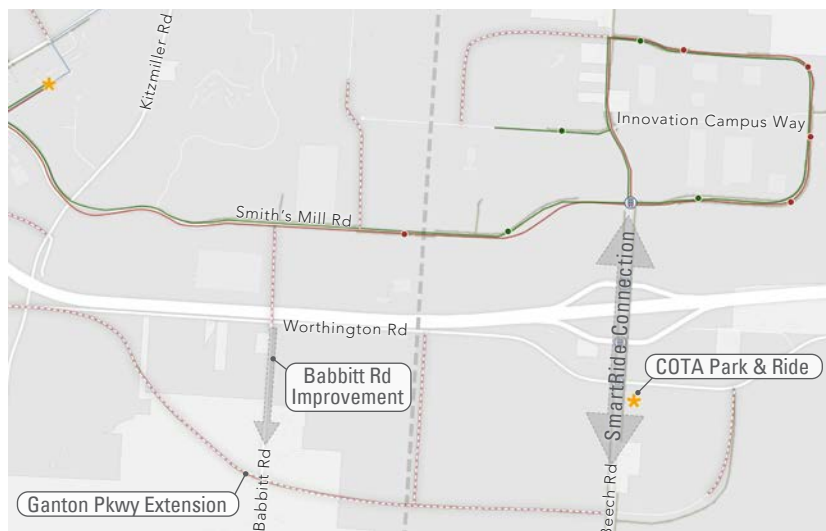 Kitzmiller Rd
Innovation Campus Way
Smith's Mill Rd
SmartRide Connection
Worthington Rd
COTA Park & Ride
Babbitt Rd
Improvement
Ganton Pkwy Extension
Babbitt Rd
Beech Rd